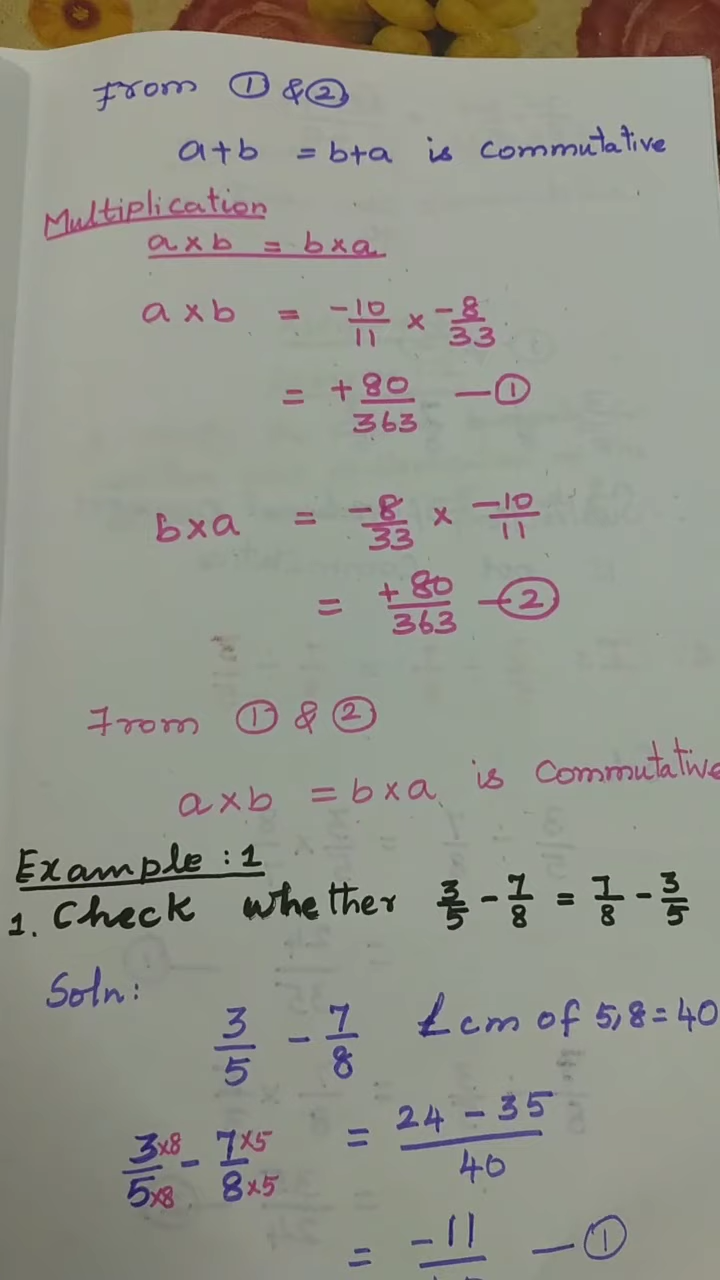 From ① & ②
a+b = b+a is commutative
Multiplication
a×b = b×a
a×b = -10/11 × -8/33
= +80/363 — ①
b×a = -8/33 × -10/11
= +80/363 — ②
From ① & ②
a×b = b×a is Commutative
Example : 1
1. Check whether 3/5 - 7/8 = 7/8 - 3/5
Soln:
3/5 - 7/8 Lcm of 5,8 = 40
3×8/5×8 - 7×5/8×5 = 24 - 35/40
= -11/ — ①